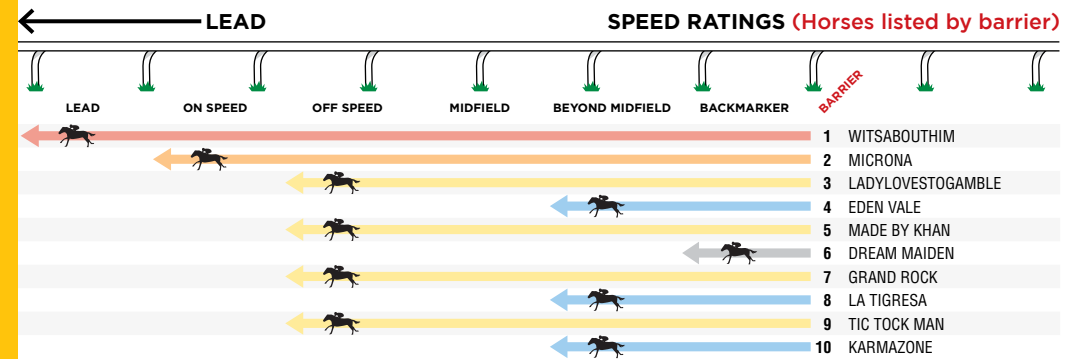 LEAD SPEED RATINGS (Horses listed by barrier)
LEAD ON SPEED OFF SPEED MIDFIELD BEYOND MIDFIELD BACKMARKER BARRIER
1 WITSABOUTHIM
2 MICRONA
3 LADYLOVESTOGAMBLE
4 EDEN VALE
5 MADE BY KHAN
6 DREAM MAIDEN
7 GRAND ROCK
8 LA TIGRESA
9 TIC TOCK MAN
10 KARMAZONE